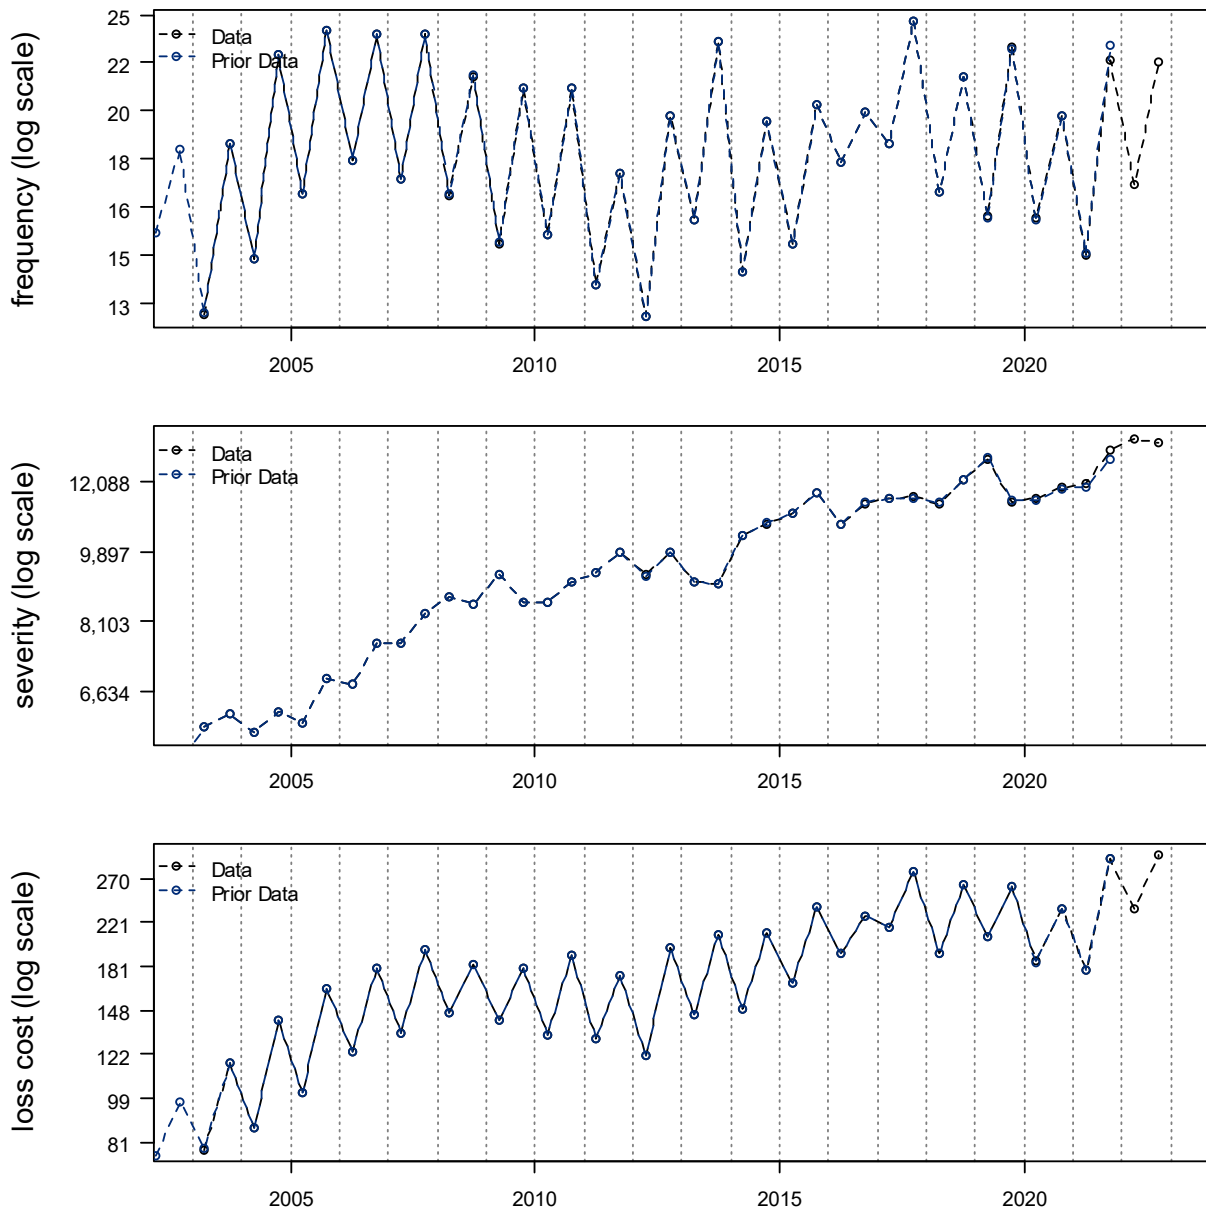 frequency (log scale)
25
22
20
18
16
15
13
Data
Prior Data
2005 2010 2015 2020
severity (log scale)
12,088
9,897
8,103
6,634
Data
Prior Data
2005 2010 2015 2020
loss cost (log scale)
270
221
181
148
122
99
81
Data
Prior Data
2005 2010 2015 2020